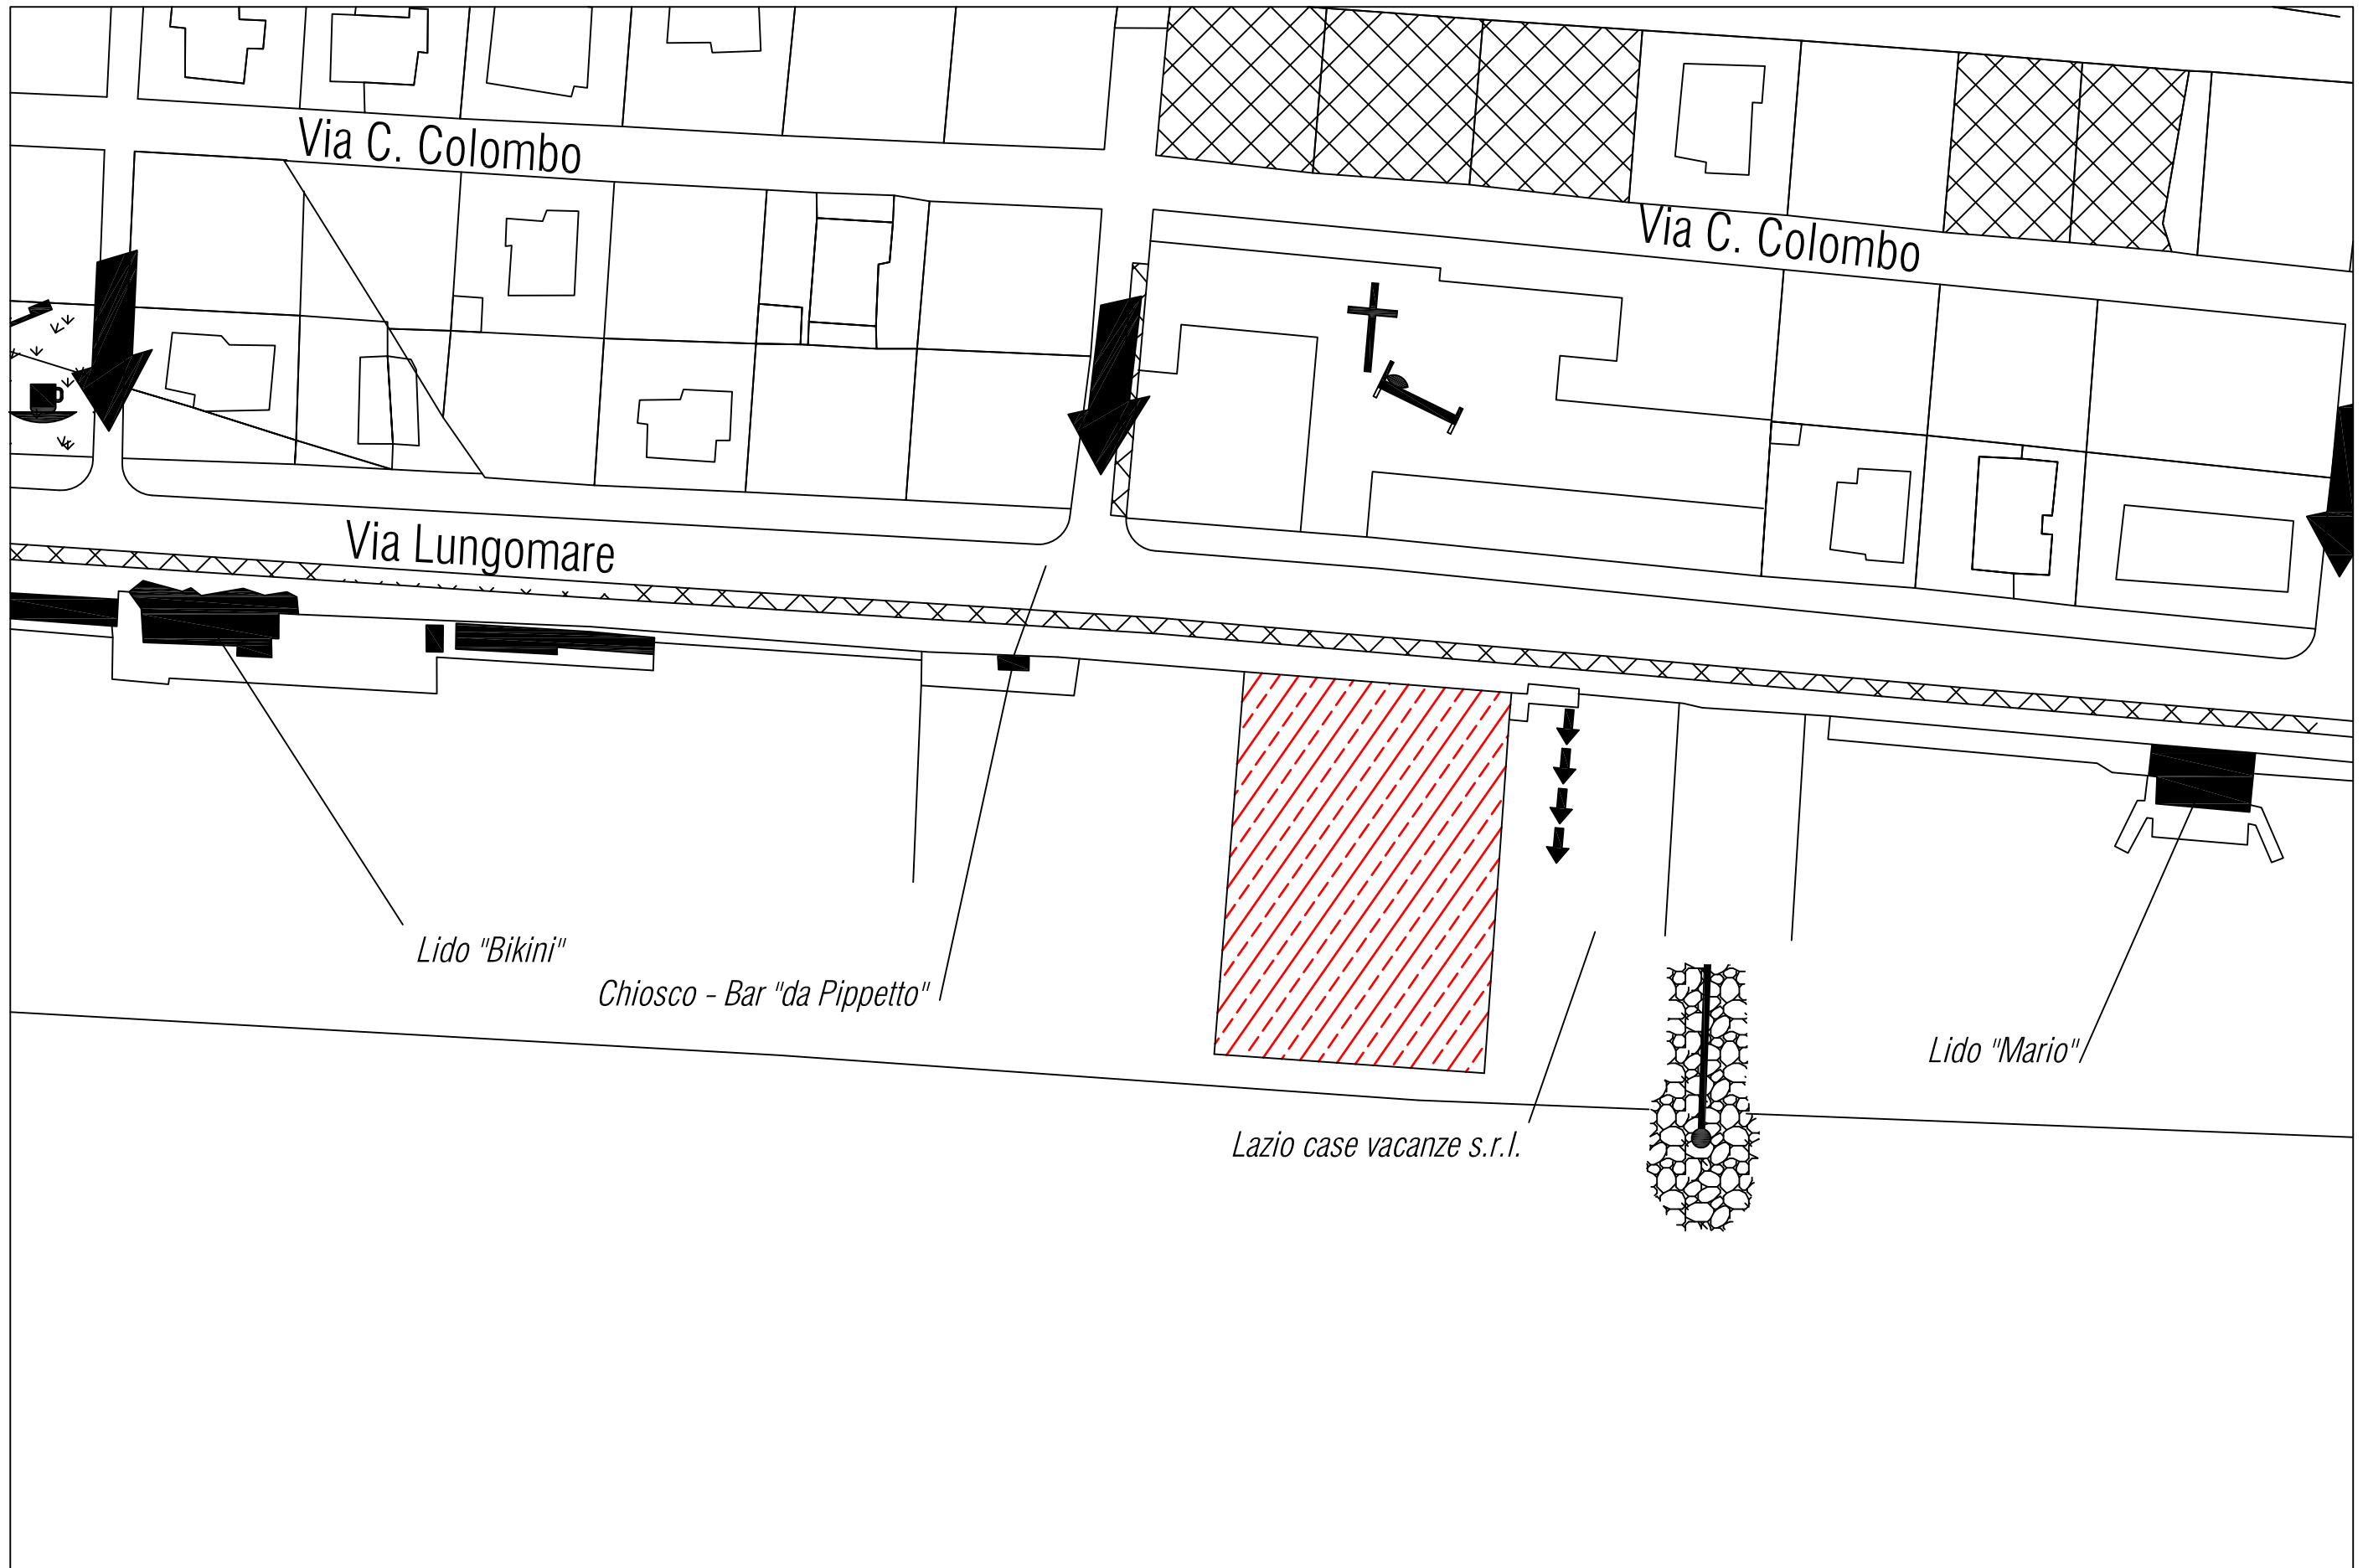 Via C. Colombo
Via C. Colombo
Via Lungomare
Lido "Bikini"
Chiosco - Bar "da Pippetto"
Lido "Mario"
Lazio case vacanze s.r.l.